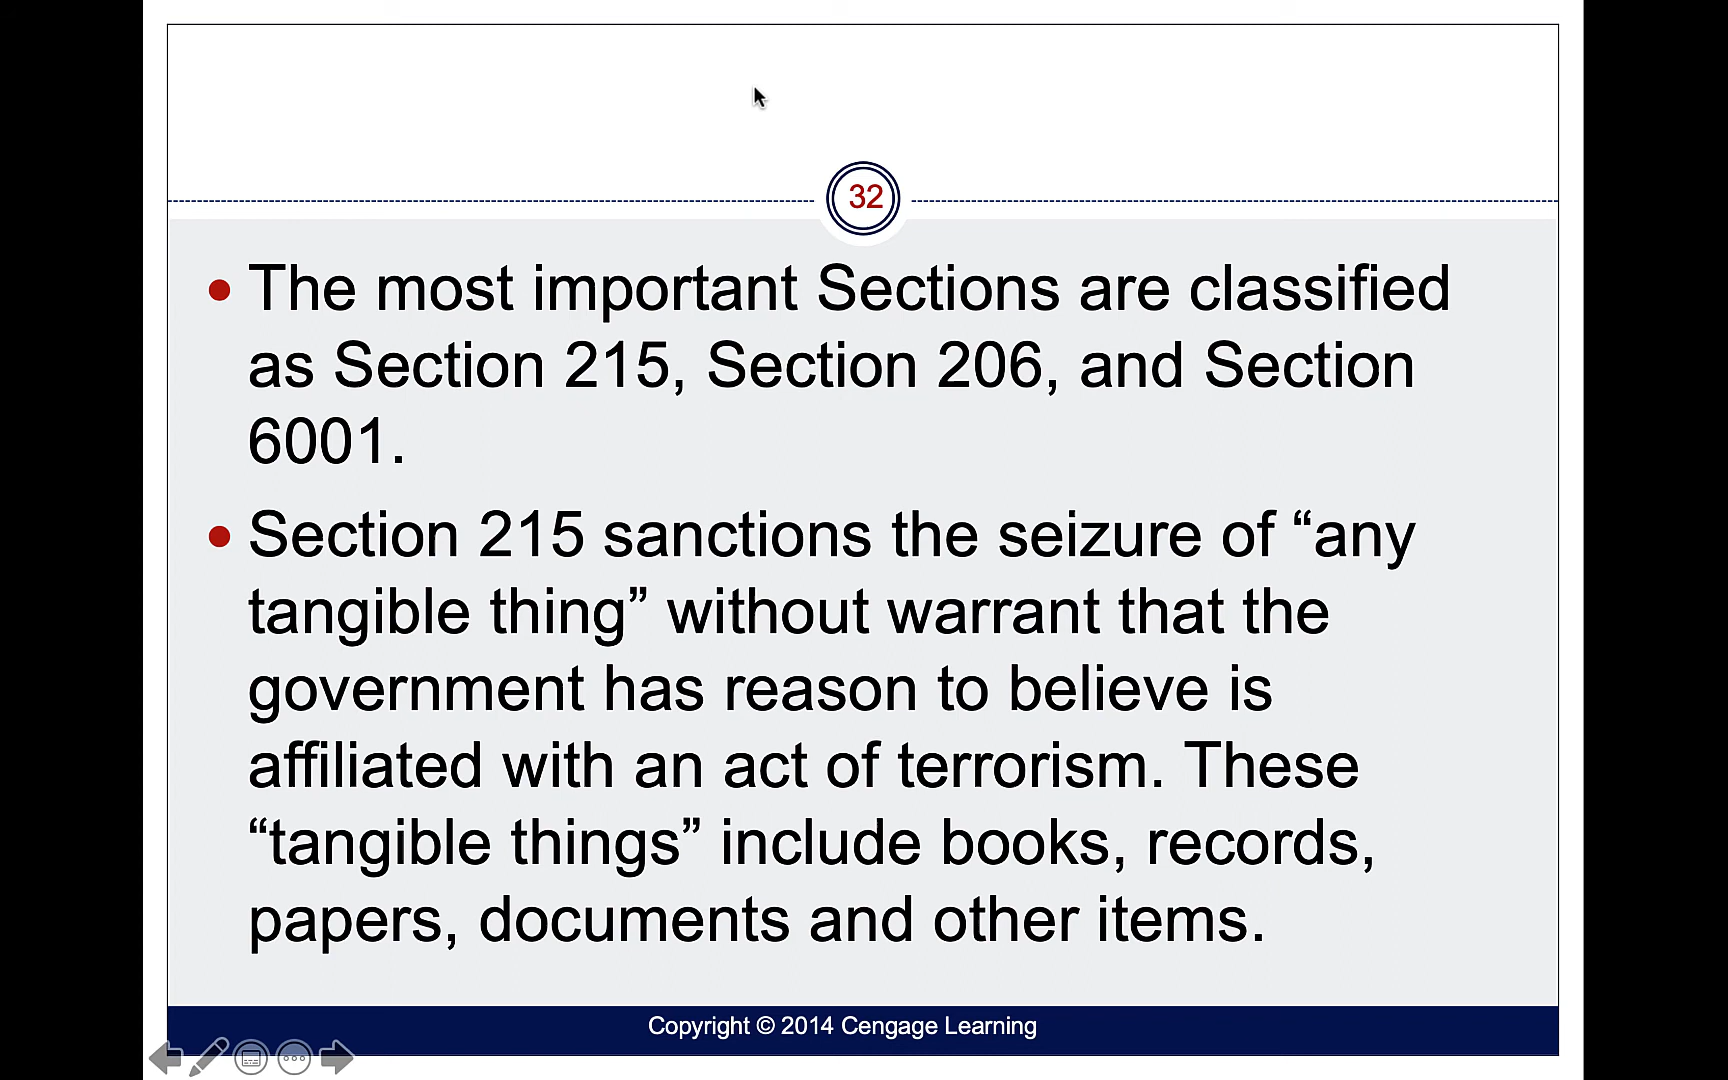 32
• The most important Sections are classified
as Section 215, Section 206, and Section
6001.
• Section 215 sanctions the seizure of “any
tangible thing” without warrant that the
government has reason to believe is
affiliated with an act of terrorism. These
“tangible things” include books, records,
papers, documents and other items.
Copyright © 2014 Cengage Learning